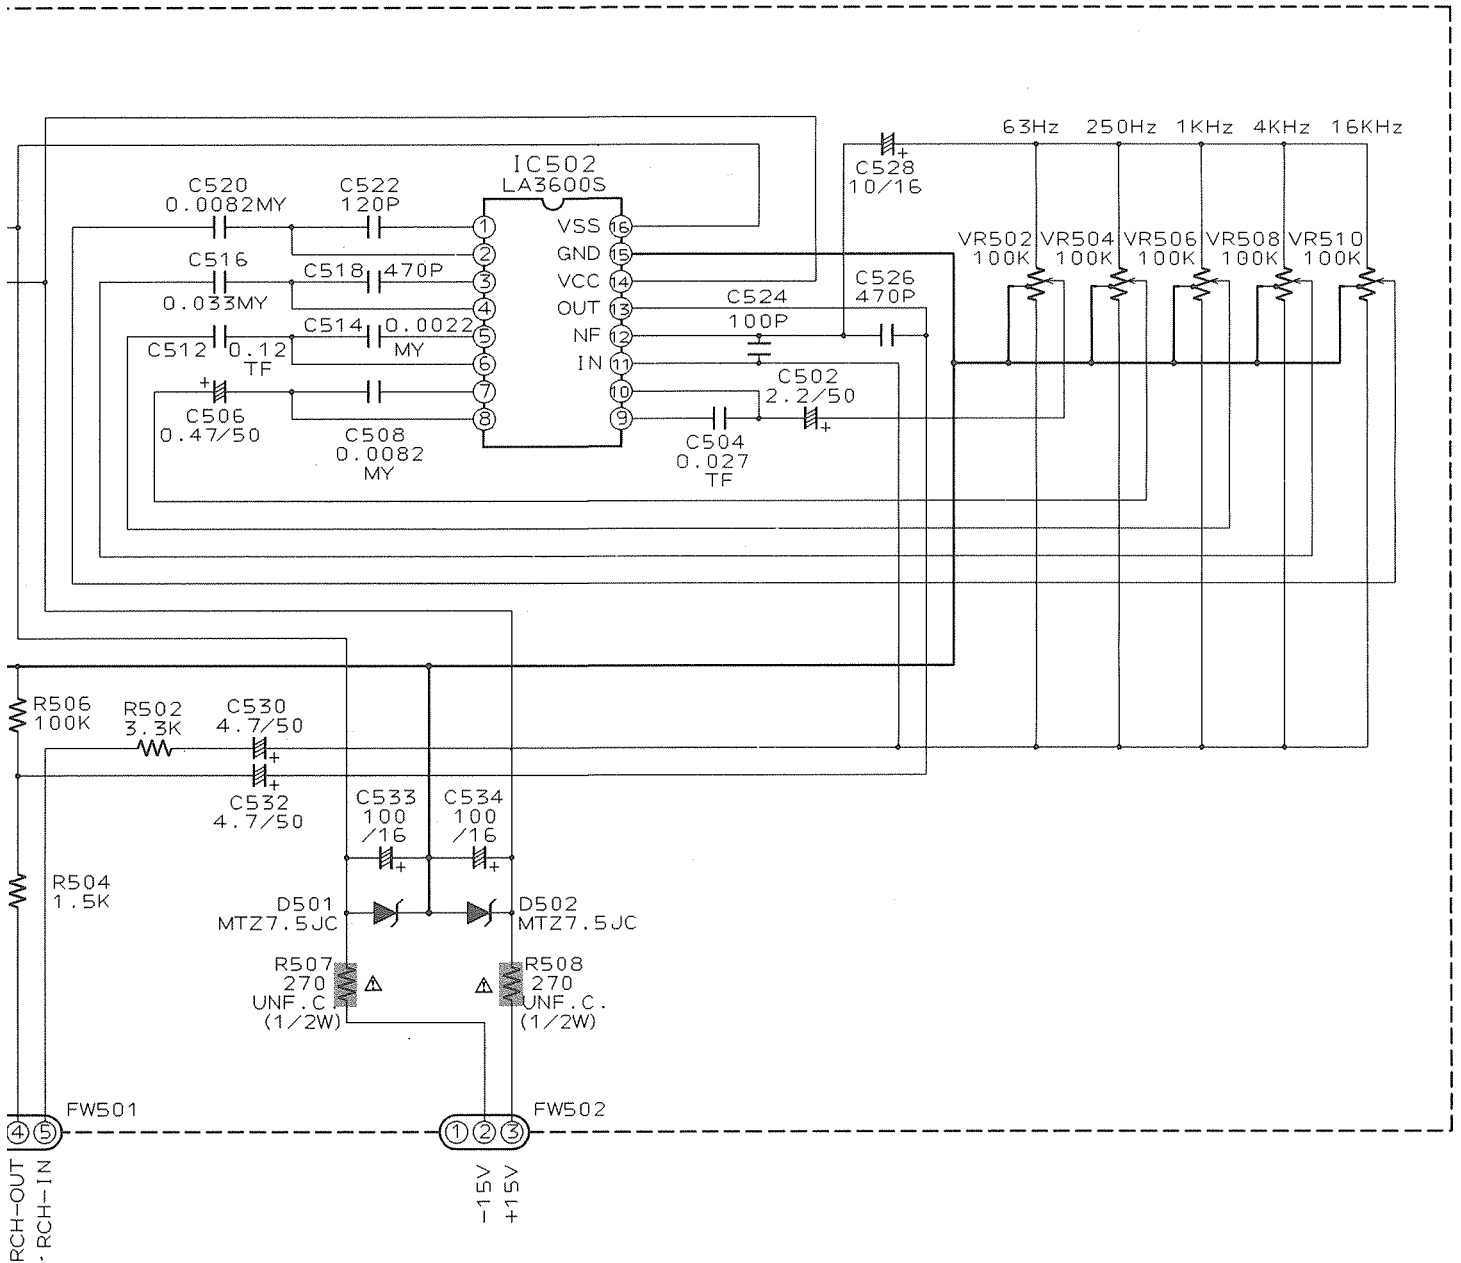 63Hz 250Hz 1KHz 4KHz 16KHz
IC502
LA3600S
C528
10/16
C520
0.0082MY
C522
120P
1
VSS 16
2
GND 15
C516
0.033MY
C518 470P
3
VCC 14
4
OUT 13
C512 0.12
TF
C514 0.0022
MY
5
NF 12
6
IN 11
7
10
8
9
C506
0.47/50
+
C508
0.0082
MY
C524
100P
C526
470P
C502
2.2/50
+
C504
0.027
TF
VR502
100K
VR504
100K
VR506
100K
VR508
100K
VR510
100K
R506
100K
R502
3.3K
C530
4.7/50
+
+
C532
4.7/50
C533
100
/16
+
C534
100
/16
+
R504
1.5K
D501
MTZ7.5JC
D502
MTZ7.5JC
R507
270
UNF.C.
(1/2W)
R508
270
UNF.C.
(1/2W)
FW501
4 5
FW502
1 2 3
RCH-OUT
RCH-IN
-15V
+15V